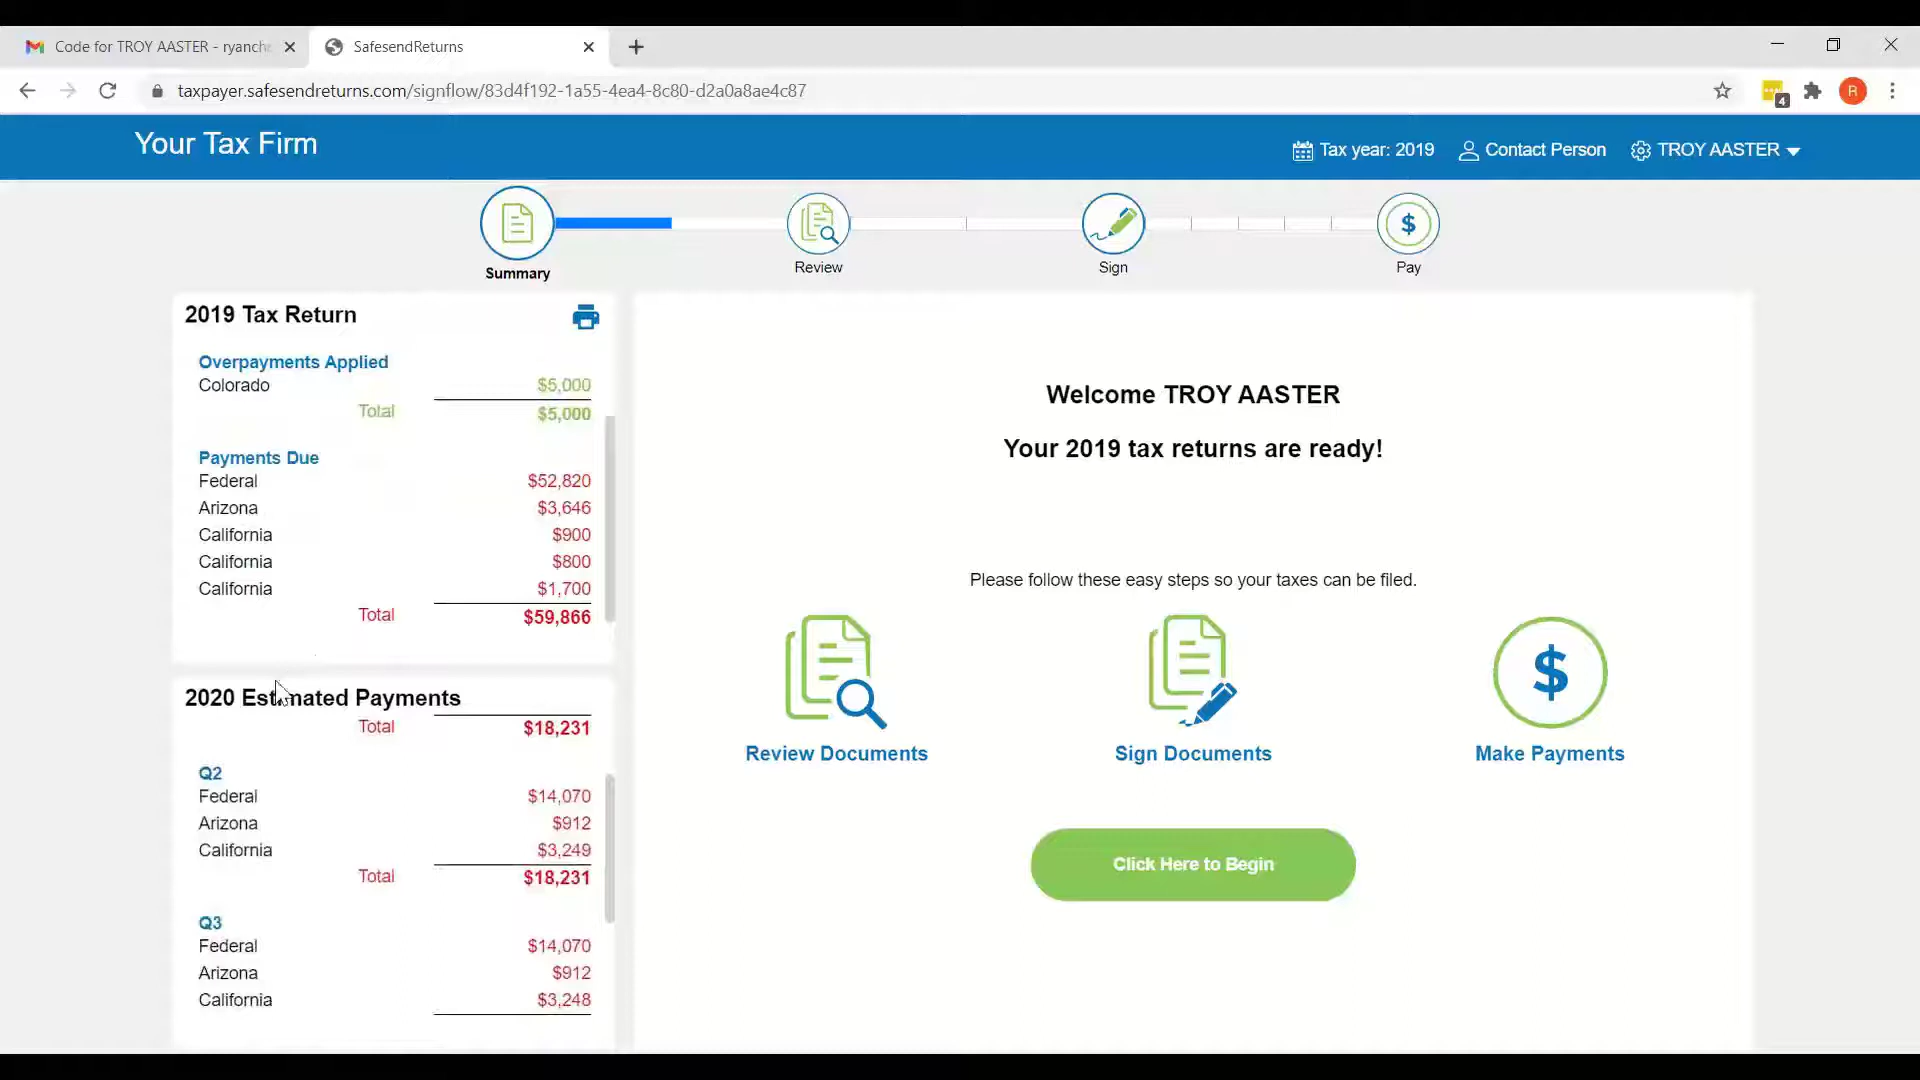 Code for TROY AASTER - ryancha
SafesendReturns
taxpayer.safesendreturns.com/signflow/83d4f192-1a55-4ea4-8c80-d2a0a8ae4c87
4
R
Your Tax Firm
Tax year: 2019
Contact Person
TROY AASTER
Summary
Review
Sign
$
Pay
2019 Tax Return
Overpayments Applied
Colorado $5,000
Total $5,000
Payments Due
Federal $52,820
Arizona $3,646
California $900
California $800
California $1,700
Total $59,866
2020 Estimated Payments
Total $18,231
Q2
Federal $14,070
Arizona $912
California $3,249
Total $18,231
Q3
Federal $14,070
Arizona $912
California $3,248
Welcome TROY AASTER
Your 2019 tax returns are ready!
Please follow these easy steps so your taxes can be filed.
$
Review Documents
Sign Documents
Make Payments
Click Here to Begin